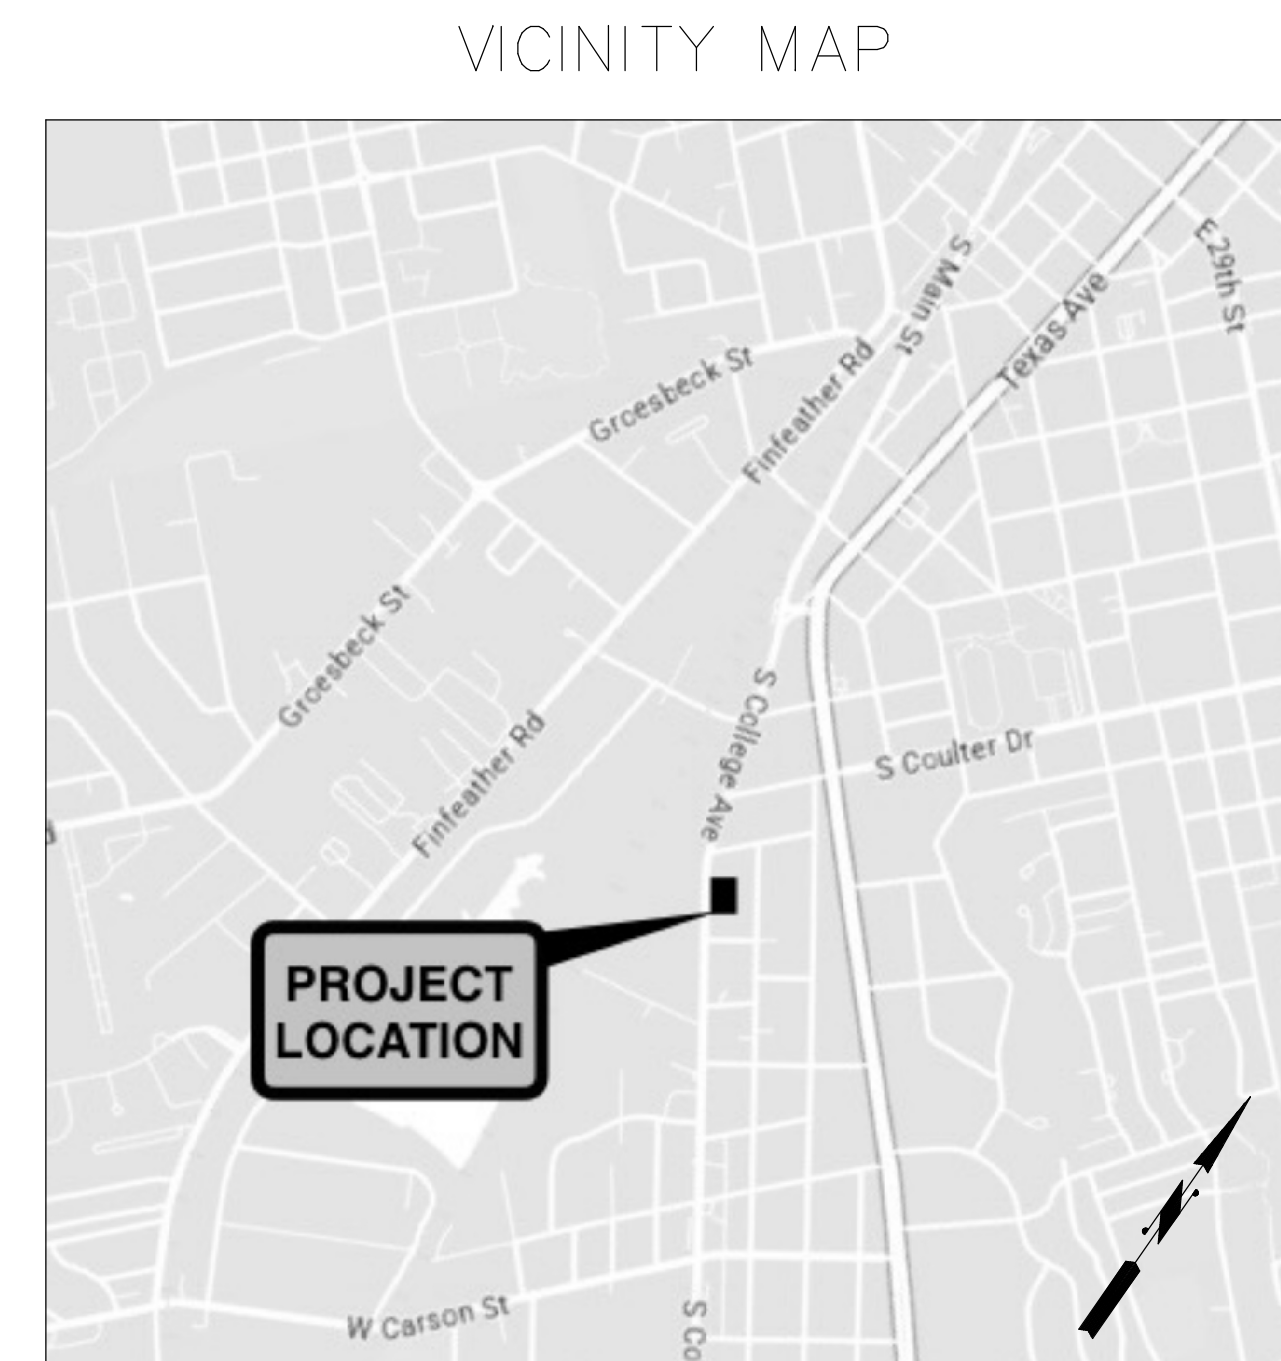 VICINITY MAP
E 29th St
S Main St
Texas Ave
Groesbeck St
Finfeather Rd
Groesbeck St
S College Ave
Finfeather Rd
S Coulter Dr
d
PROJECT
LOCATION
N
W Carson St
S Co